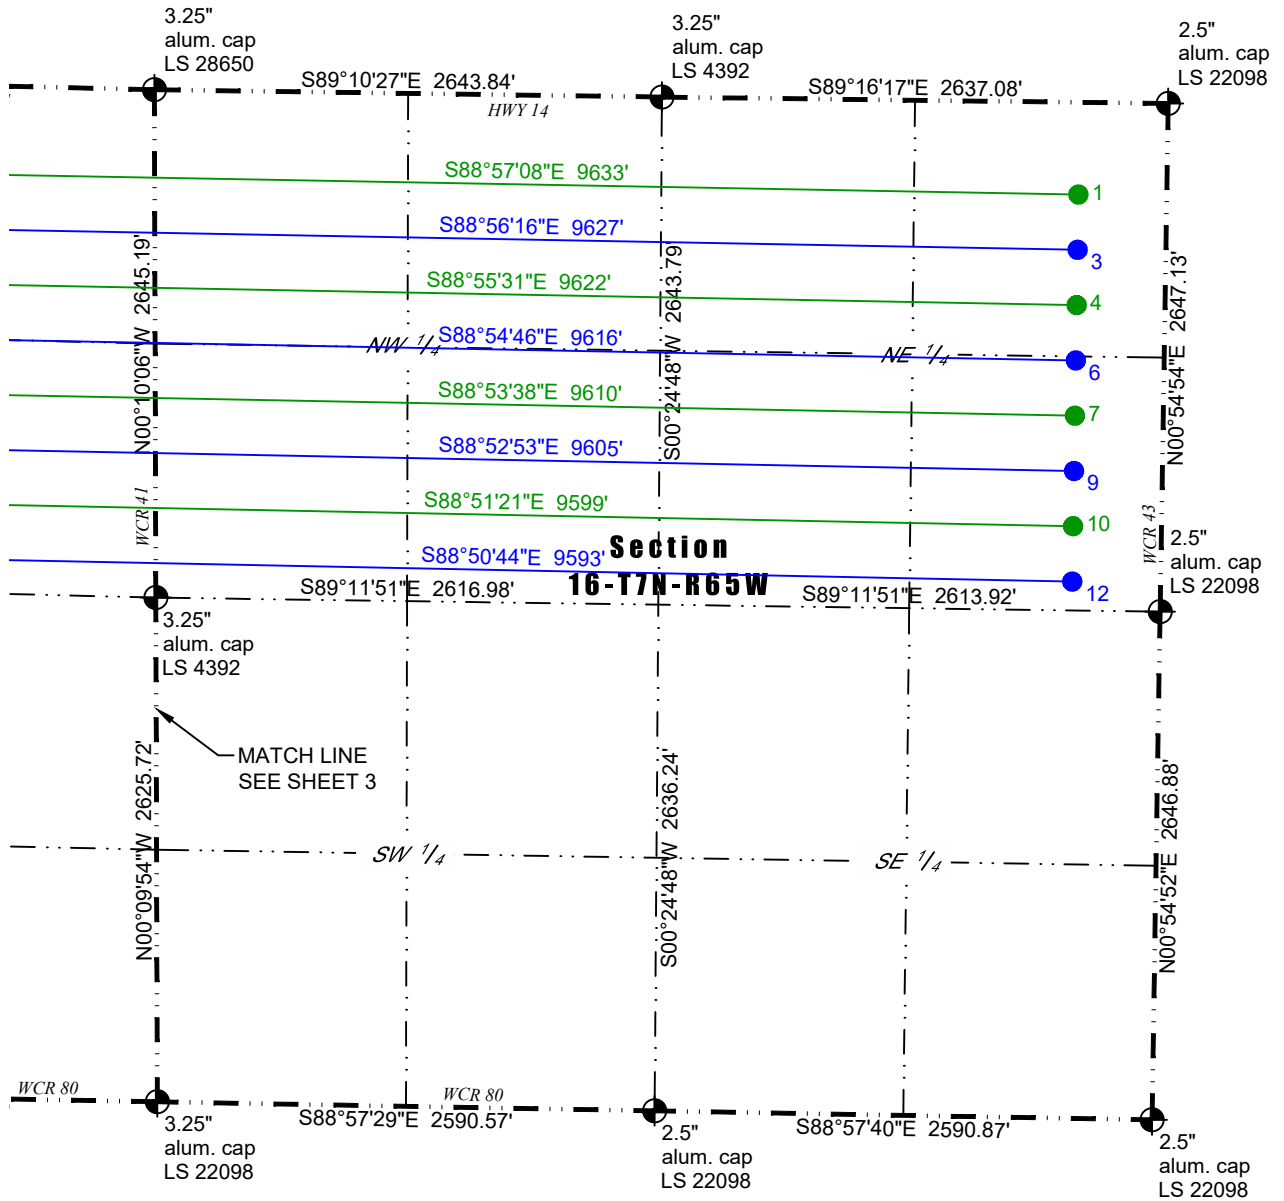 3.25"
alum. cap
LS 28650
3.25"
alum. cap
LS 4392
2.5"
alum. cap
LS 22098
S89°10'27"E 2643.84'
HWY 14
S89°16'17"E 2637.08'
S88°57'08"E 9633'
1
S88°56'16"E 9627'
3
S88°55'31"E 9622'
4
S88°54'46"E 9616'
6
NW 1/4
NE 1/4
S88°53'38"E 9610'
7
S88°52'53"E 9605'
9
S88°51'21"E 9599'
10
S88°50'44"E 9593'
12
N00°10'06"W 2645.19'
S00°24'48"W 2643.79'
N00°54'54"E 2647.13'
WCR 41
WCR 43
Section
16-T7N-R65W
2.5"
alum. cap
LS 22098
S89°11'51"E 2616.98'
S89°11'51"E 2613.92'
3.25"
alum. cap
LS 4392
MATCH LINE
SEE SHEET 3
N00°09'54"W 2625.72'
S00°24'48"W 2636.24'
N00°54'52"E 2646.88'
SW 1/4
SE 1/4
WCR 80
WCR 80
S88°57'29"E 2590.57'
S88°57'40"E 2590.87'
3.25"
alum. cap
LS 22098
2.5"
alum. cap
LS 22098
2.5"
alum. cap
LS 22098